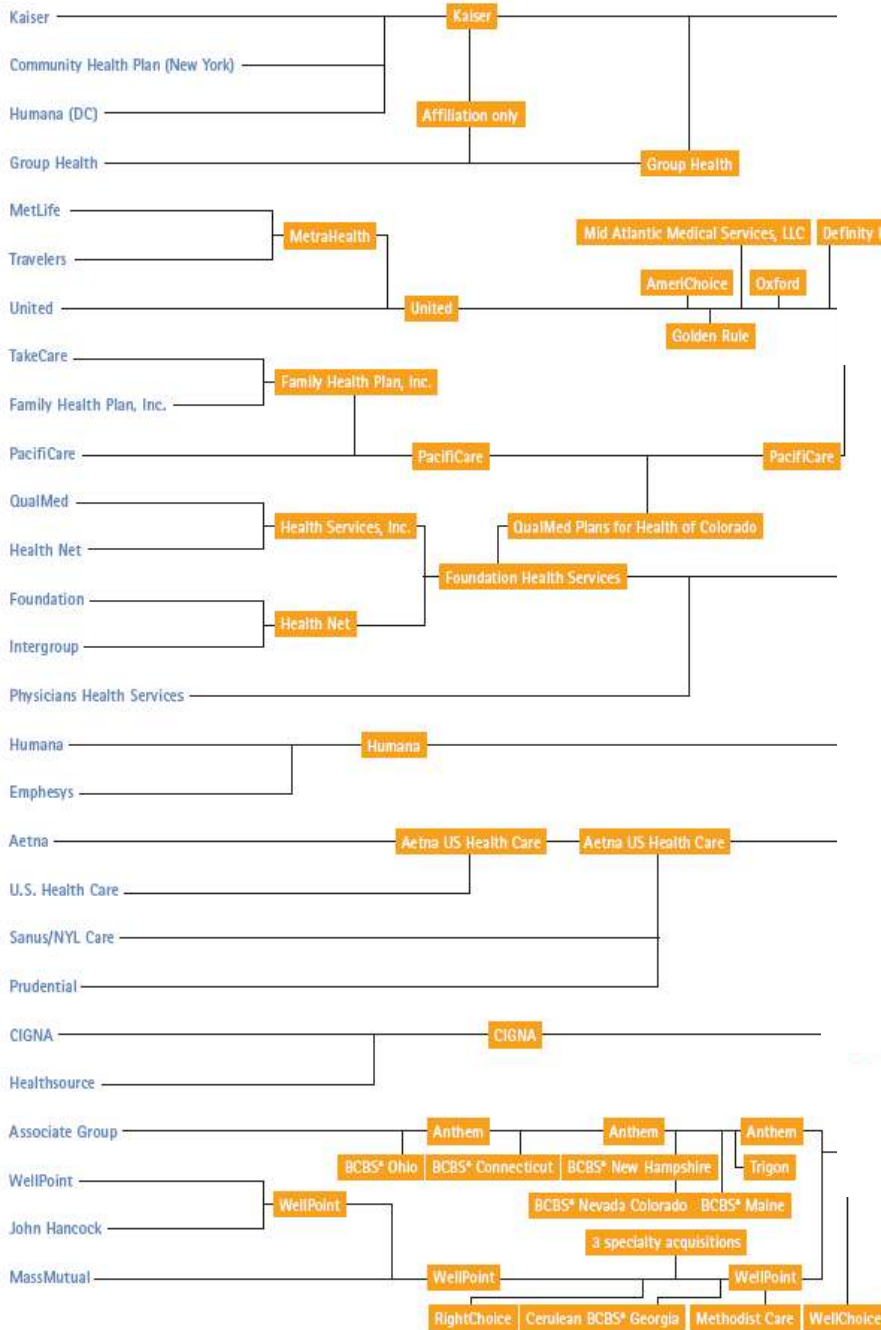 Kaiser
Kaiser
Community Health Plan (New York)
Humana (DC)
Affiliation only
Group Health
Group Health
MetLife
MetraHealth
Mid Atlantic Medical Services, LLC
Definity
Travelers
AmeriChoice
Oxford
United
United
Golden Rule
TakeCare
Family Health Plan, Inc.
Family Health Plan, Inc.
PacifiCare
PacifiCare
PacifiCare
QualMed
Health Services, Inc.
QualMed Plans for Health of Colorado
Health Net
Foundation Health Services
Foundation
Health Net
Intergroup
Physicians Health Services
Humana
Humana
Emphesys
Aetna
Aetna US Health Care
Aetna US Health Care
U.S. Health Care
Sanus/NYL Care
Prudential
CIGNA
CIGNA
Healthsource
Associate Group
Anthem
Anthem
Anthem
BCBS* Ohio
BCBS* Connecticut
BCBS* New Hampshire
Trigon
WellPoint
WellPoint
BCBS* Nevada Colorado
BCBS* Maine
John Hancock
3 specialty acquisitions
MassMutual
WellPoint
WellPoint
RightChoice
Cerulean BCBS* Georgia
Methodist Care
WellChoice